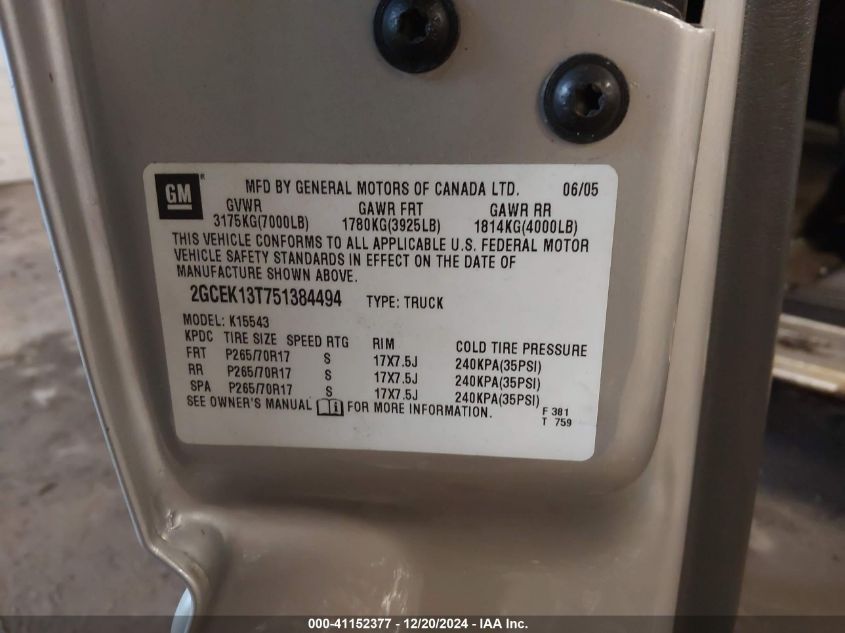 GM
MFD BY GENERAL MOTORS OF CANADA LTD. 06/05
GVWR GAWR FRT GAWR RR
3175KG(7000LB) 1780KG(3925LB) 1814KG(4000LB)
THIS VEHICLE CONFORMS TO ALL APPLICABLE U.S. FEDERAL MOTOR
VEHICLE SAFETY STANDARDS IN EFFECT ON THE DATE OF
MANUFACTURE SHOWN ABOVE.
2GCEK13T751384494 TYPE: TRUCK
MODEL: K15543
KPDC TIRE SIZE SPEED RTG RIM COLD TIRE PRESSURE
FRT P265/70R17 S 17X7.5J 240KPA(35PSI)
RR P265/70R17 S 17X7.5J 240KPA(35PSI)
SPA P265/70R17 S 17X7.5J 240KPA(35PSI)
SEE OWNER'S MANUAL FOR MORE INFORMATION. F 381
T 759
000-41152377 - 12/20/2024 - IAA Inc.